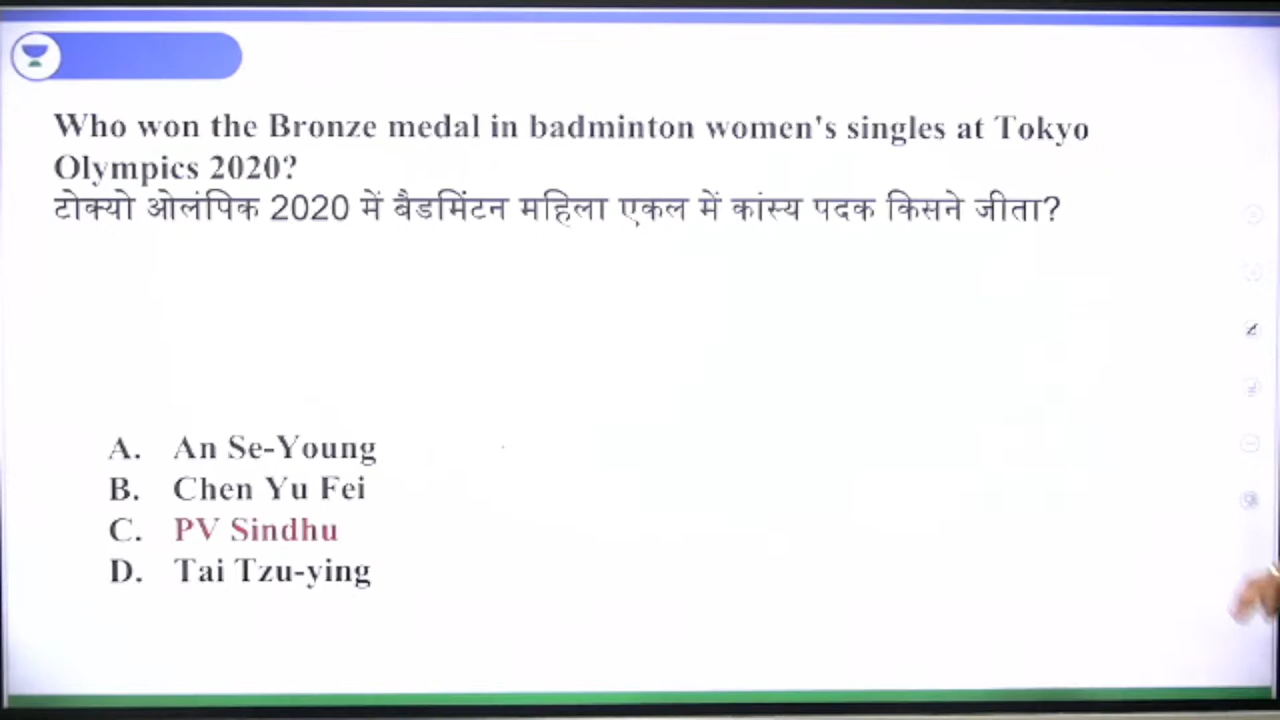 Who won the Bronze medal in badminton women's singles at Tokyo
Olympics 2020?
टोक्यो ओलंपिक 2020 में बैडमिंटन महिला एकल में कांस्य पदक किसने जीता?
A. An Se-Young
B. Chen Yu Fei
C. PV Sindhu
D. Tai Tzu-ying